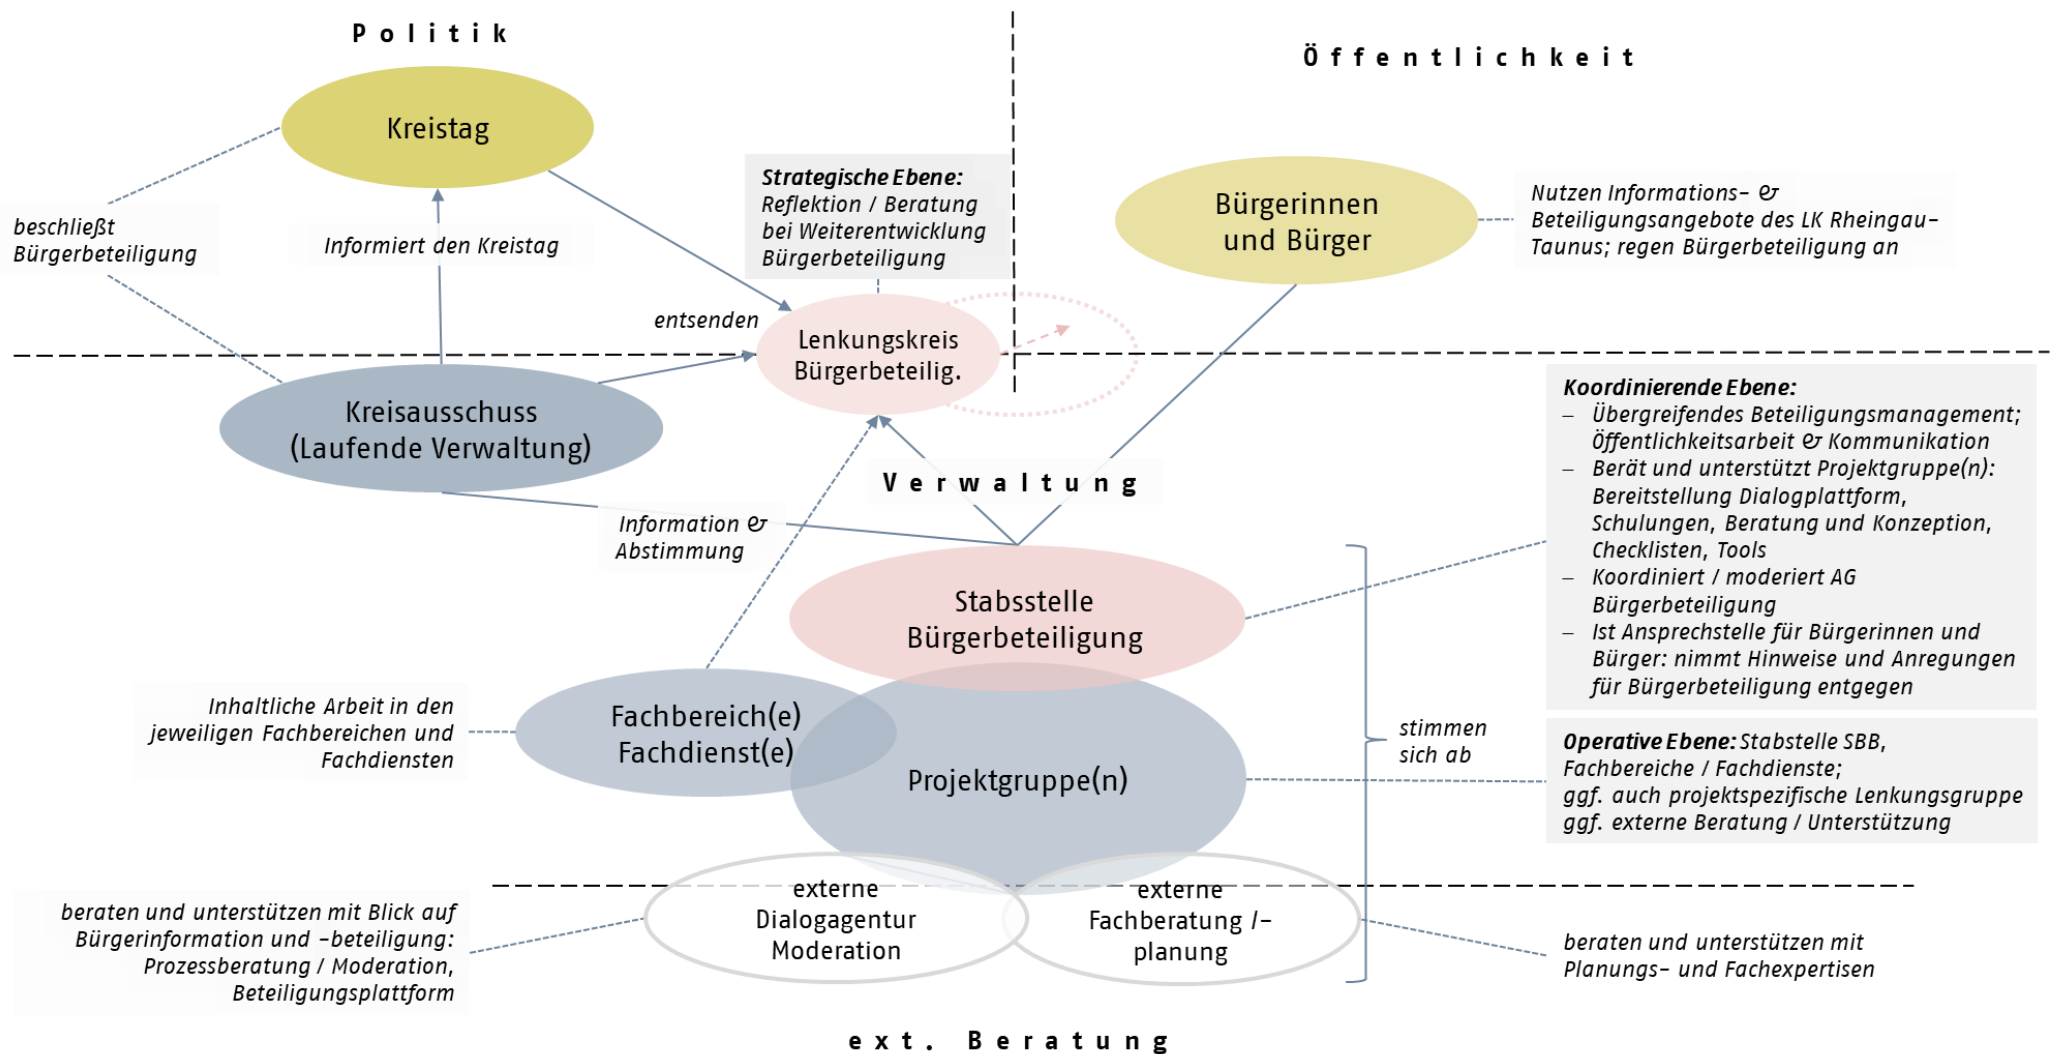 Politik
Öffentlichkeit
Kreistag
Strategische Ebene:
Reflektion / Beratung
bei Weiterentwicklung
Bürgerbeteiligung
Bürgerinnen
und Bürger
Nutzen Informations- &
Beteiligungsangebote des LK Rheingau-
Taunus; regen Bürgerbeteiligung an
beschließt
Bürgerbeteiligung
Informiert den Kreistag
entsenden
Lenkungskreis
Bürgerbeteilig.
Kreisausschuss
(Laufende Verwaltung)
Koordinierende Ebene:
– Übergreifendes Beteiligungsmanagement;
Öffentlichkeitsarbeit & Kommunikation
– Berät und unterstützt Projektgruppe(n):
Bereitstellung Dialogplattform,
Schulungen, Beratung und Konzeption,
Checklisten, Tools
– Koordiniert / moderiert AG
Bürgerbeteiligung
– Ist Ansprechstelle für Bürgerinnen und
Bürger: nimmt Hinweise und Anregungen
für Bürgerbeteiligung entgegen
Verwaltung
Information &
Abstimmung
Stabsstelle
Bürgerbeteiligung
Inhaltliche Arbeit in den
jeweiligen Fachbereichen und
Fachdiensten
Fachbereich(e)
Fachdienst(e)
Projektgruppe(n)
stimmen
sich ab
Operative Ebene: Stabstelle SBB,
Fachbereiche / Fachdienste;
ggf. auch projektspezifische Lenkungsgruppe
ggf. externe Beratung / Unterstützung
beraten und unterstützen mit Blick auf
Bürgerinformation und -beteiligung:
Prozessberatung / Moderation,
Beteiligungsplattform
externe
Dialogagentur
Moderation
externe
Fachberatung /-
planung
beraten und unterstützen mit
Planungs- und Fachexpertisen
ext. Beratung